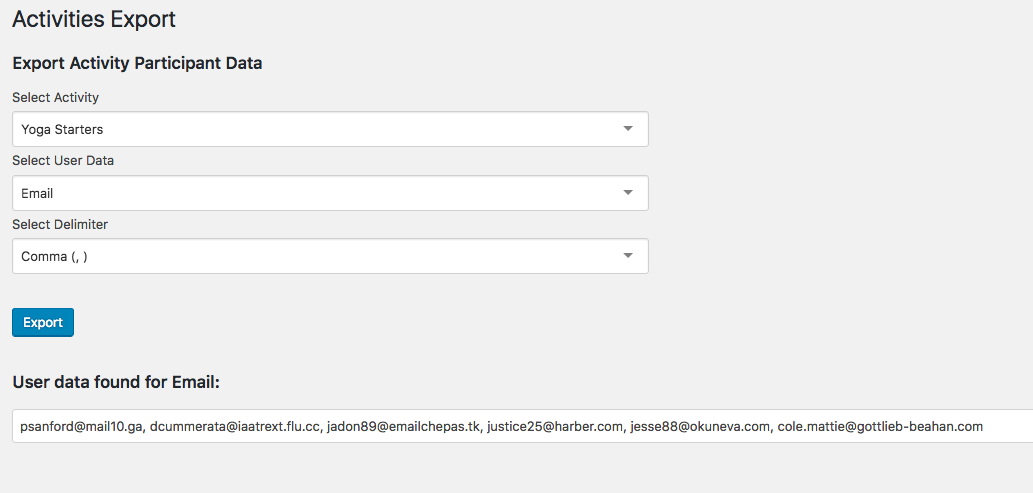 Activities Export
Export Activity Participant Data
Select Activity
Yoga Starters
Select User Data
Email
Select Delimiter
Comma (, )
Export
User data found for Email:
psanford@mail10.ga, dcummerata@iaatrext.flu.cc, jadon89@emailchepas.tk, justice25@harber.com, jesse88@okuneva.com, cole.mattie@gottlieb-beahan.com